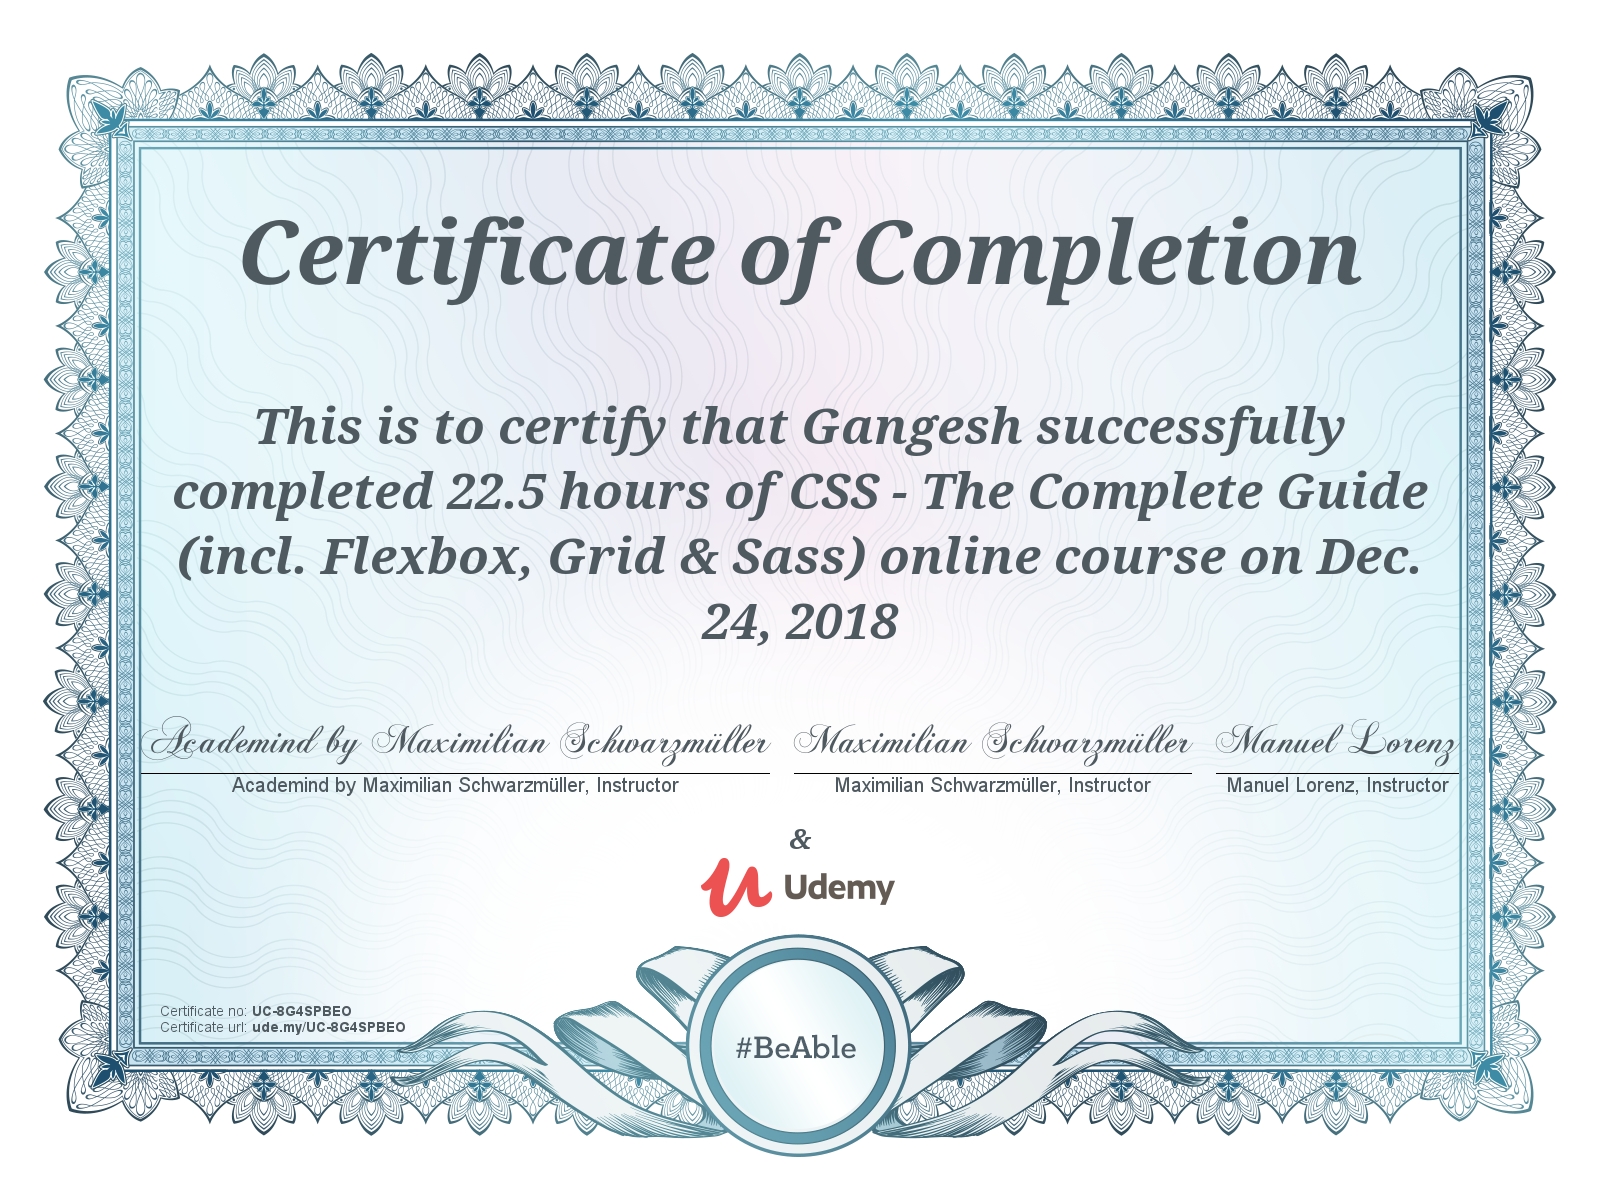 Certificate of Completion
This is to certify that Gangesh successfully
completed 22.5 hours of CSS - The Complete Guide
(incl. Flexbox, Grid & Sass) online course on Dec.
24, 2018
Academind by Maximilian Schwarzmüller Maximilian Schwarzmüller Manuel Lorenz
Academind by Maximilian Schwarzmüller, Instructor Maximilian Schwarzmüller, Instructor Manuel Lorenz, Instructor
&
Udemy
Certificate no: UC-8G4SPBEO
Certificate url: ude.my/UC-8G4SPBEO
#BeAble